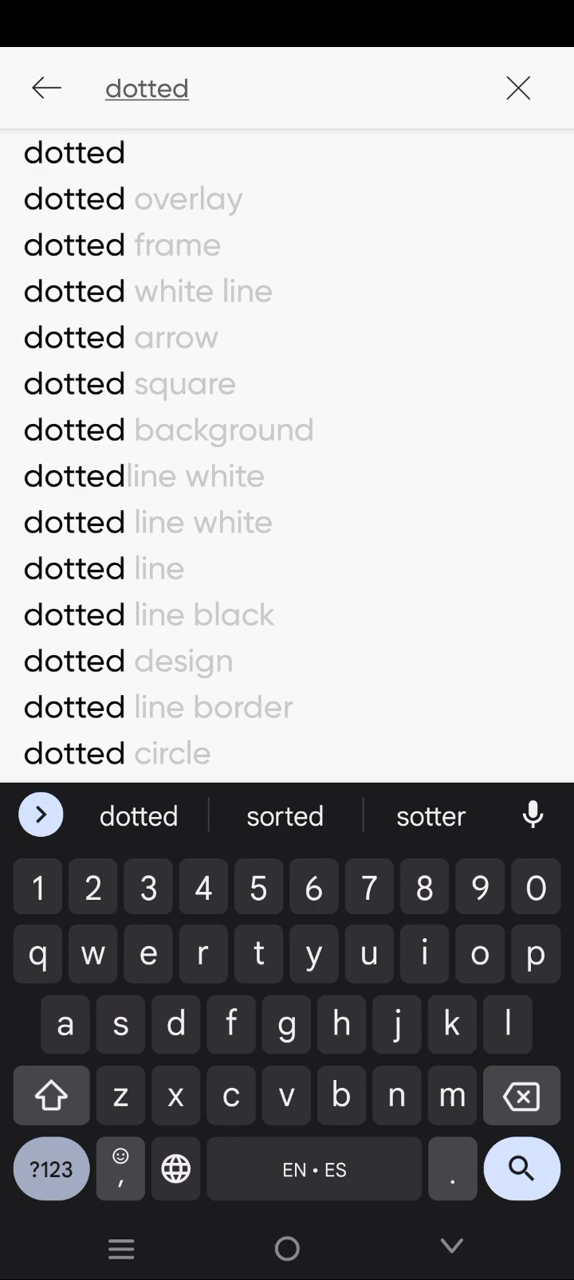 dotted
dotted
dotted overlay
dotted frame
dotted white line
dotted arrow
dotted square
dotted background
dottedline white
dotted line white
dotted line
dotted line black
dotted design
dotted line border
dotted circle
dotted sorted sotter
1 2 3 4 5 6 7 8 9 0
q w e r t y u i o p
a s d f g h j k l
z x c v b n m
?123 , EN • ES .